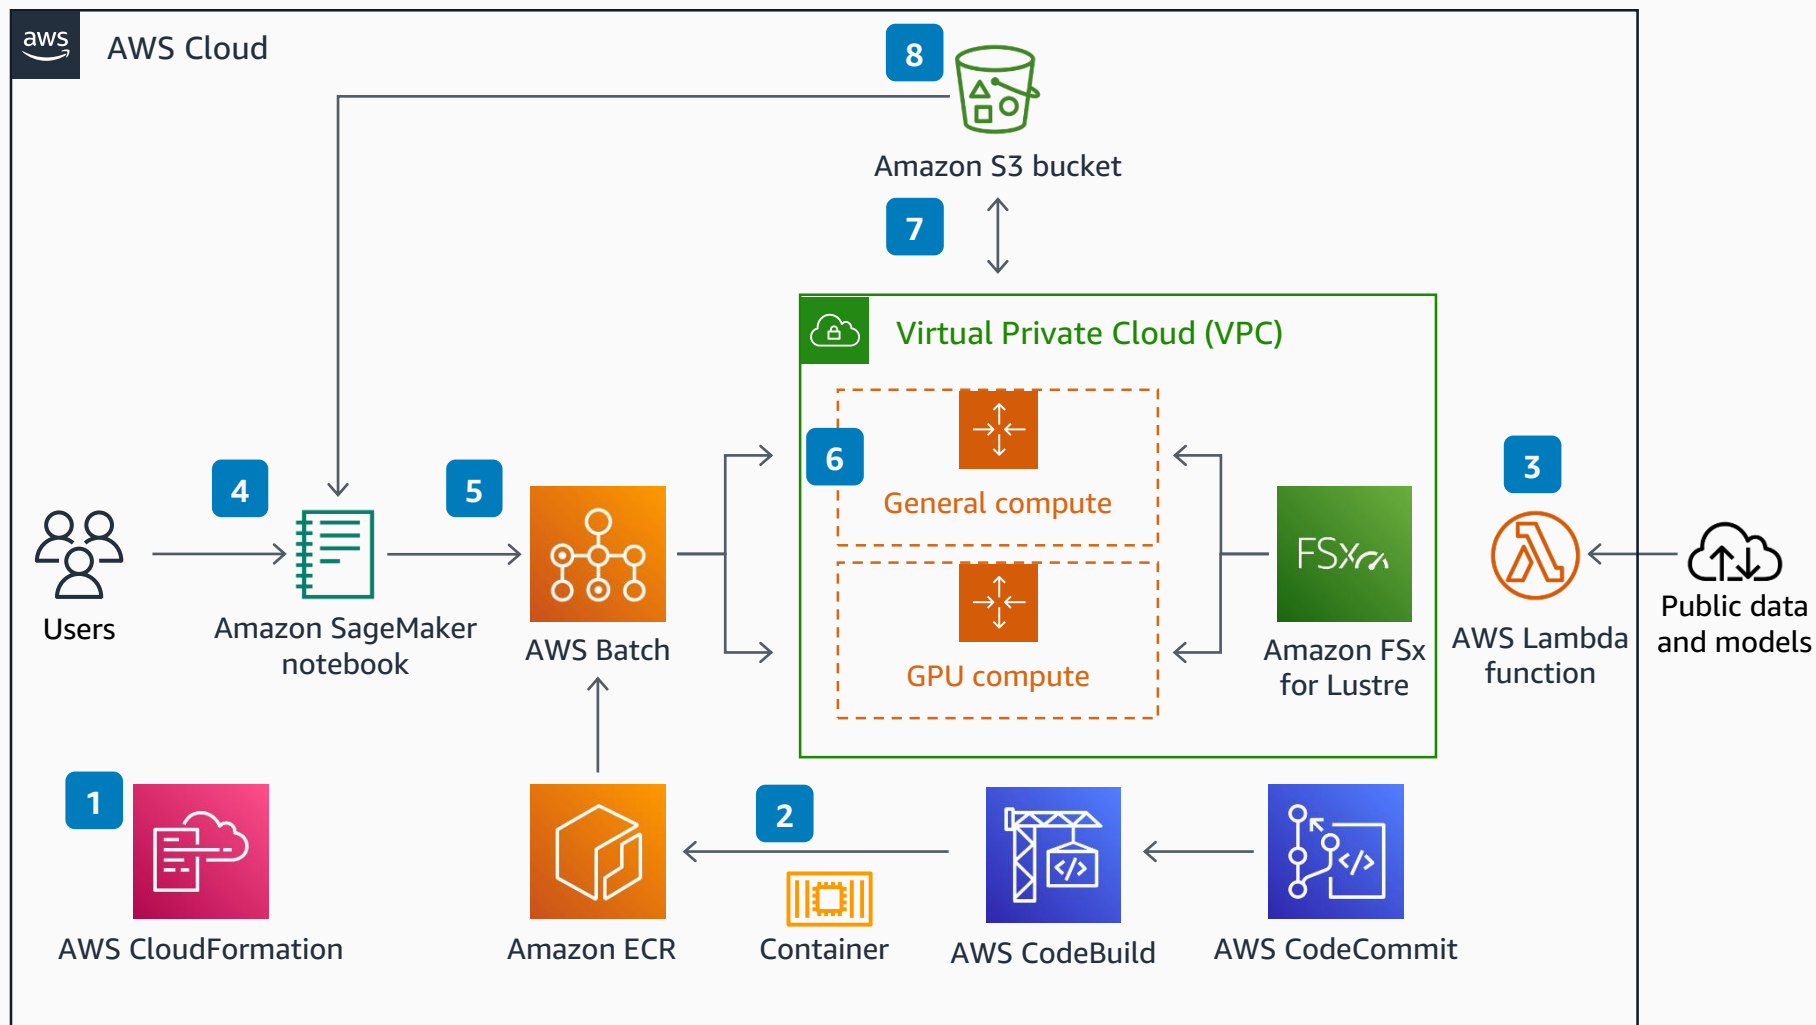 aws
AWS Cloud
8
Amazon S3 bucket
7
Virtual Private Cloud (VPC)
6
General compute
GPU compute
FSx
Amazon FSx
for Lustre
3
AWS Lambda
function
Public data
and models
4
5
Users
Amazon SageMaker
notebook
AWS Batch
1
AWS CloudFormation
Amazon ECR
2
Container
</>
AWS CodeBuild
</>
AWS CodeCommit